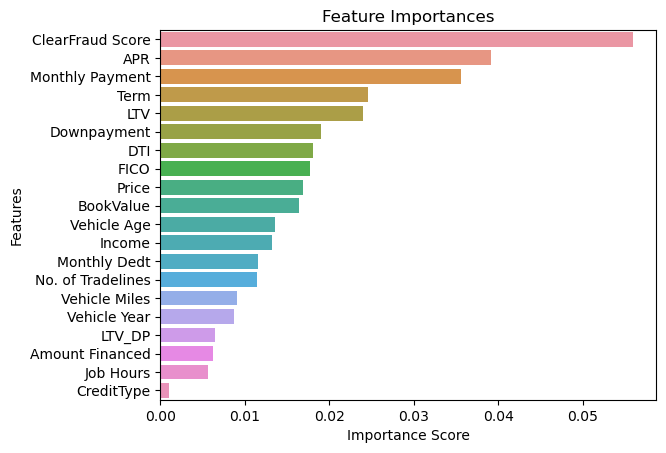 Feature Importances
ClearFraud Score
APR
Monthly Payment
Term
LTV
Downpayment
DTI
FICO
Price
BookValue
Vehicle Age
Income
Monthly Dedt
No. of Tradelines
Vehicle Miles
Vehicle Year
LTV_DP
Amount Financed
Job Hours
CreditType
Features
0.00 0.01 0.02 0.03 0.04 0.05
Importance Score